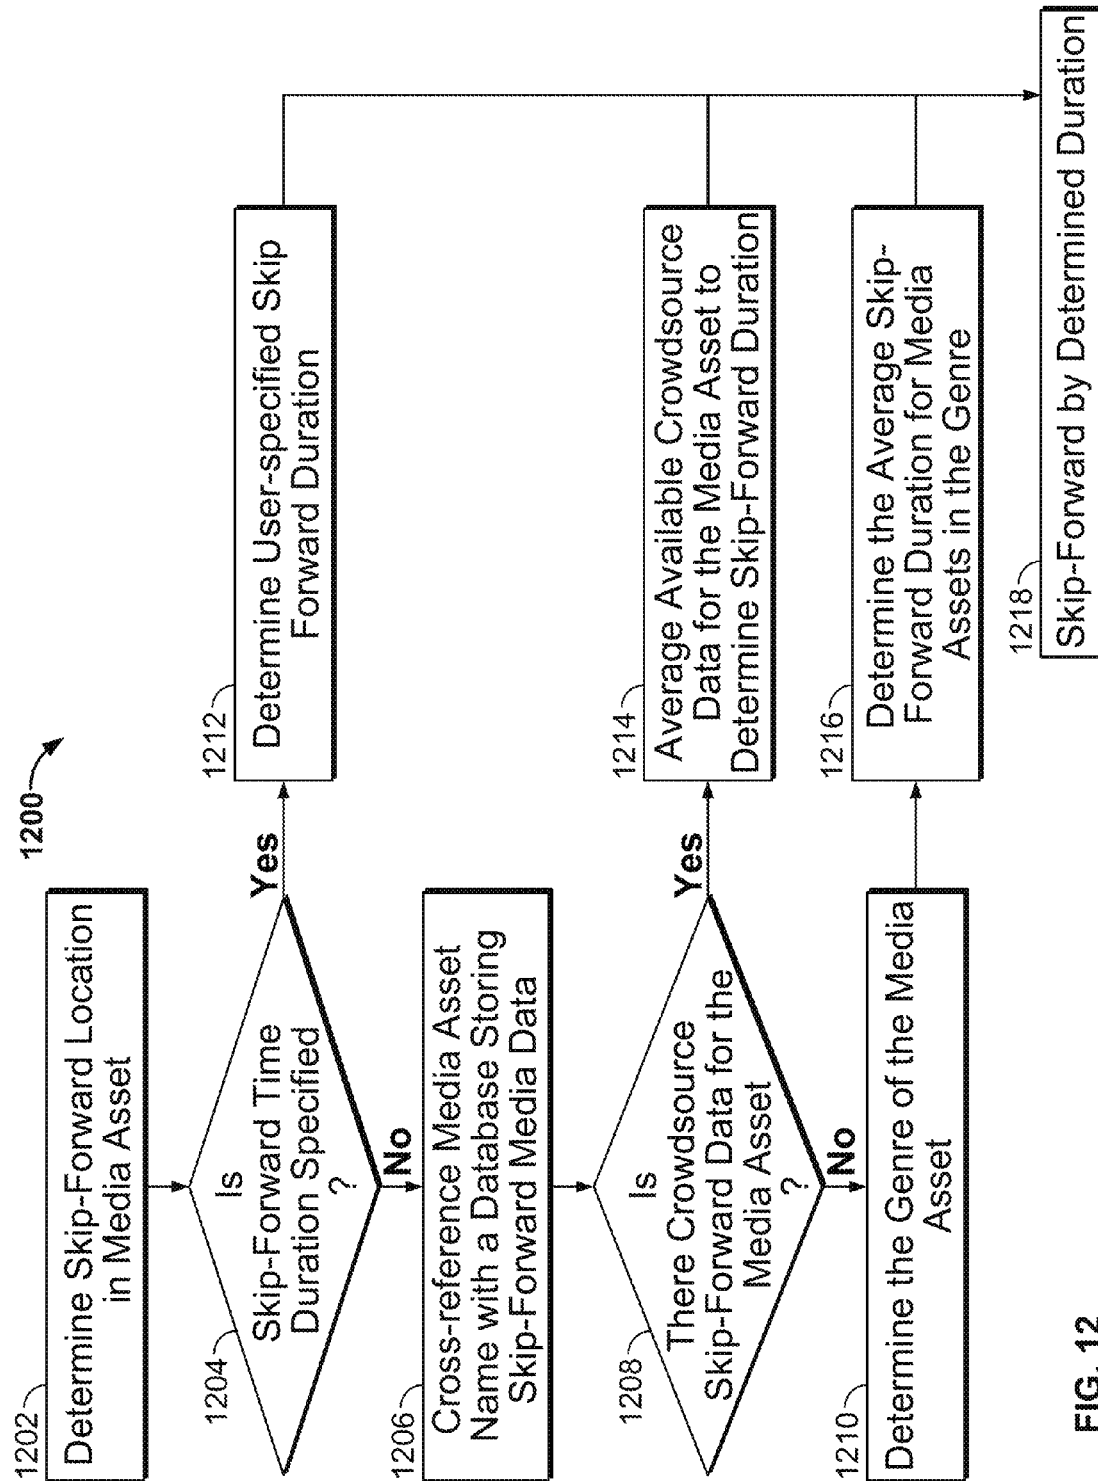 1200
1202
Determine Skip-Forward Location
in Media Asset
1204
Is
Skip-Forward Time
Duration Specified
?
Yes
No
1212
Determine User-specified Skip
Forward Duration
1206
Cross-reference Media Asset
Name with a Database Storing
Skip-Forward Media Data
1208
Is
There Crowdsource
Skip-Forward Data for the
Media Asset
?
Yes
No
1214
Average Available Crowdsource
Data for the Media Asset to
Determine Skip-Forward Duration
1210
Determine the Genre of the Media
Asset
1216
Determine the Average Skip-
Forward Duration for Media
Assets in the Genre
1218
Skip-Forward by Determined Duration
FIG. 12